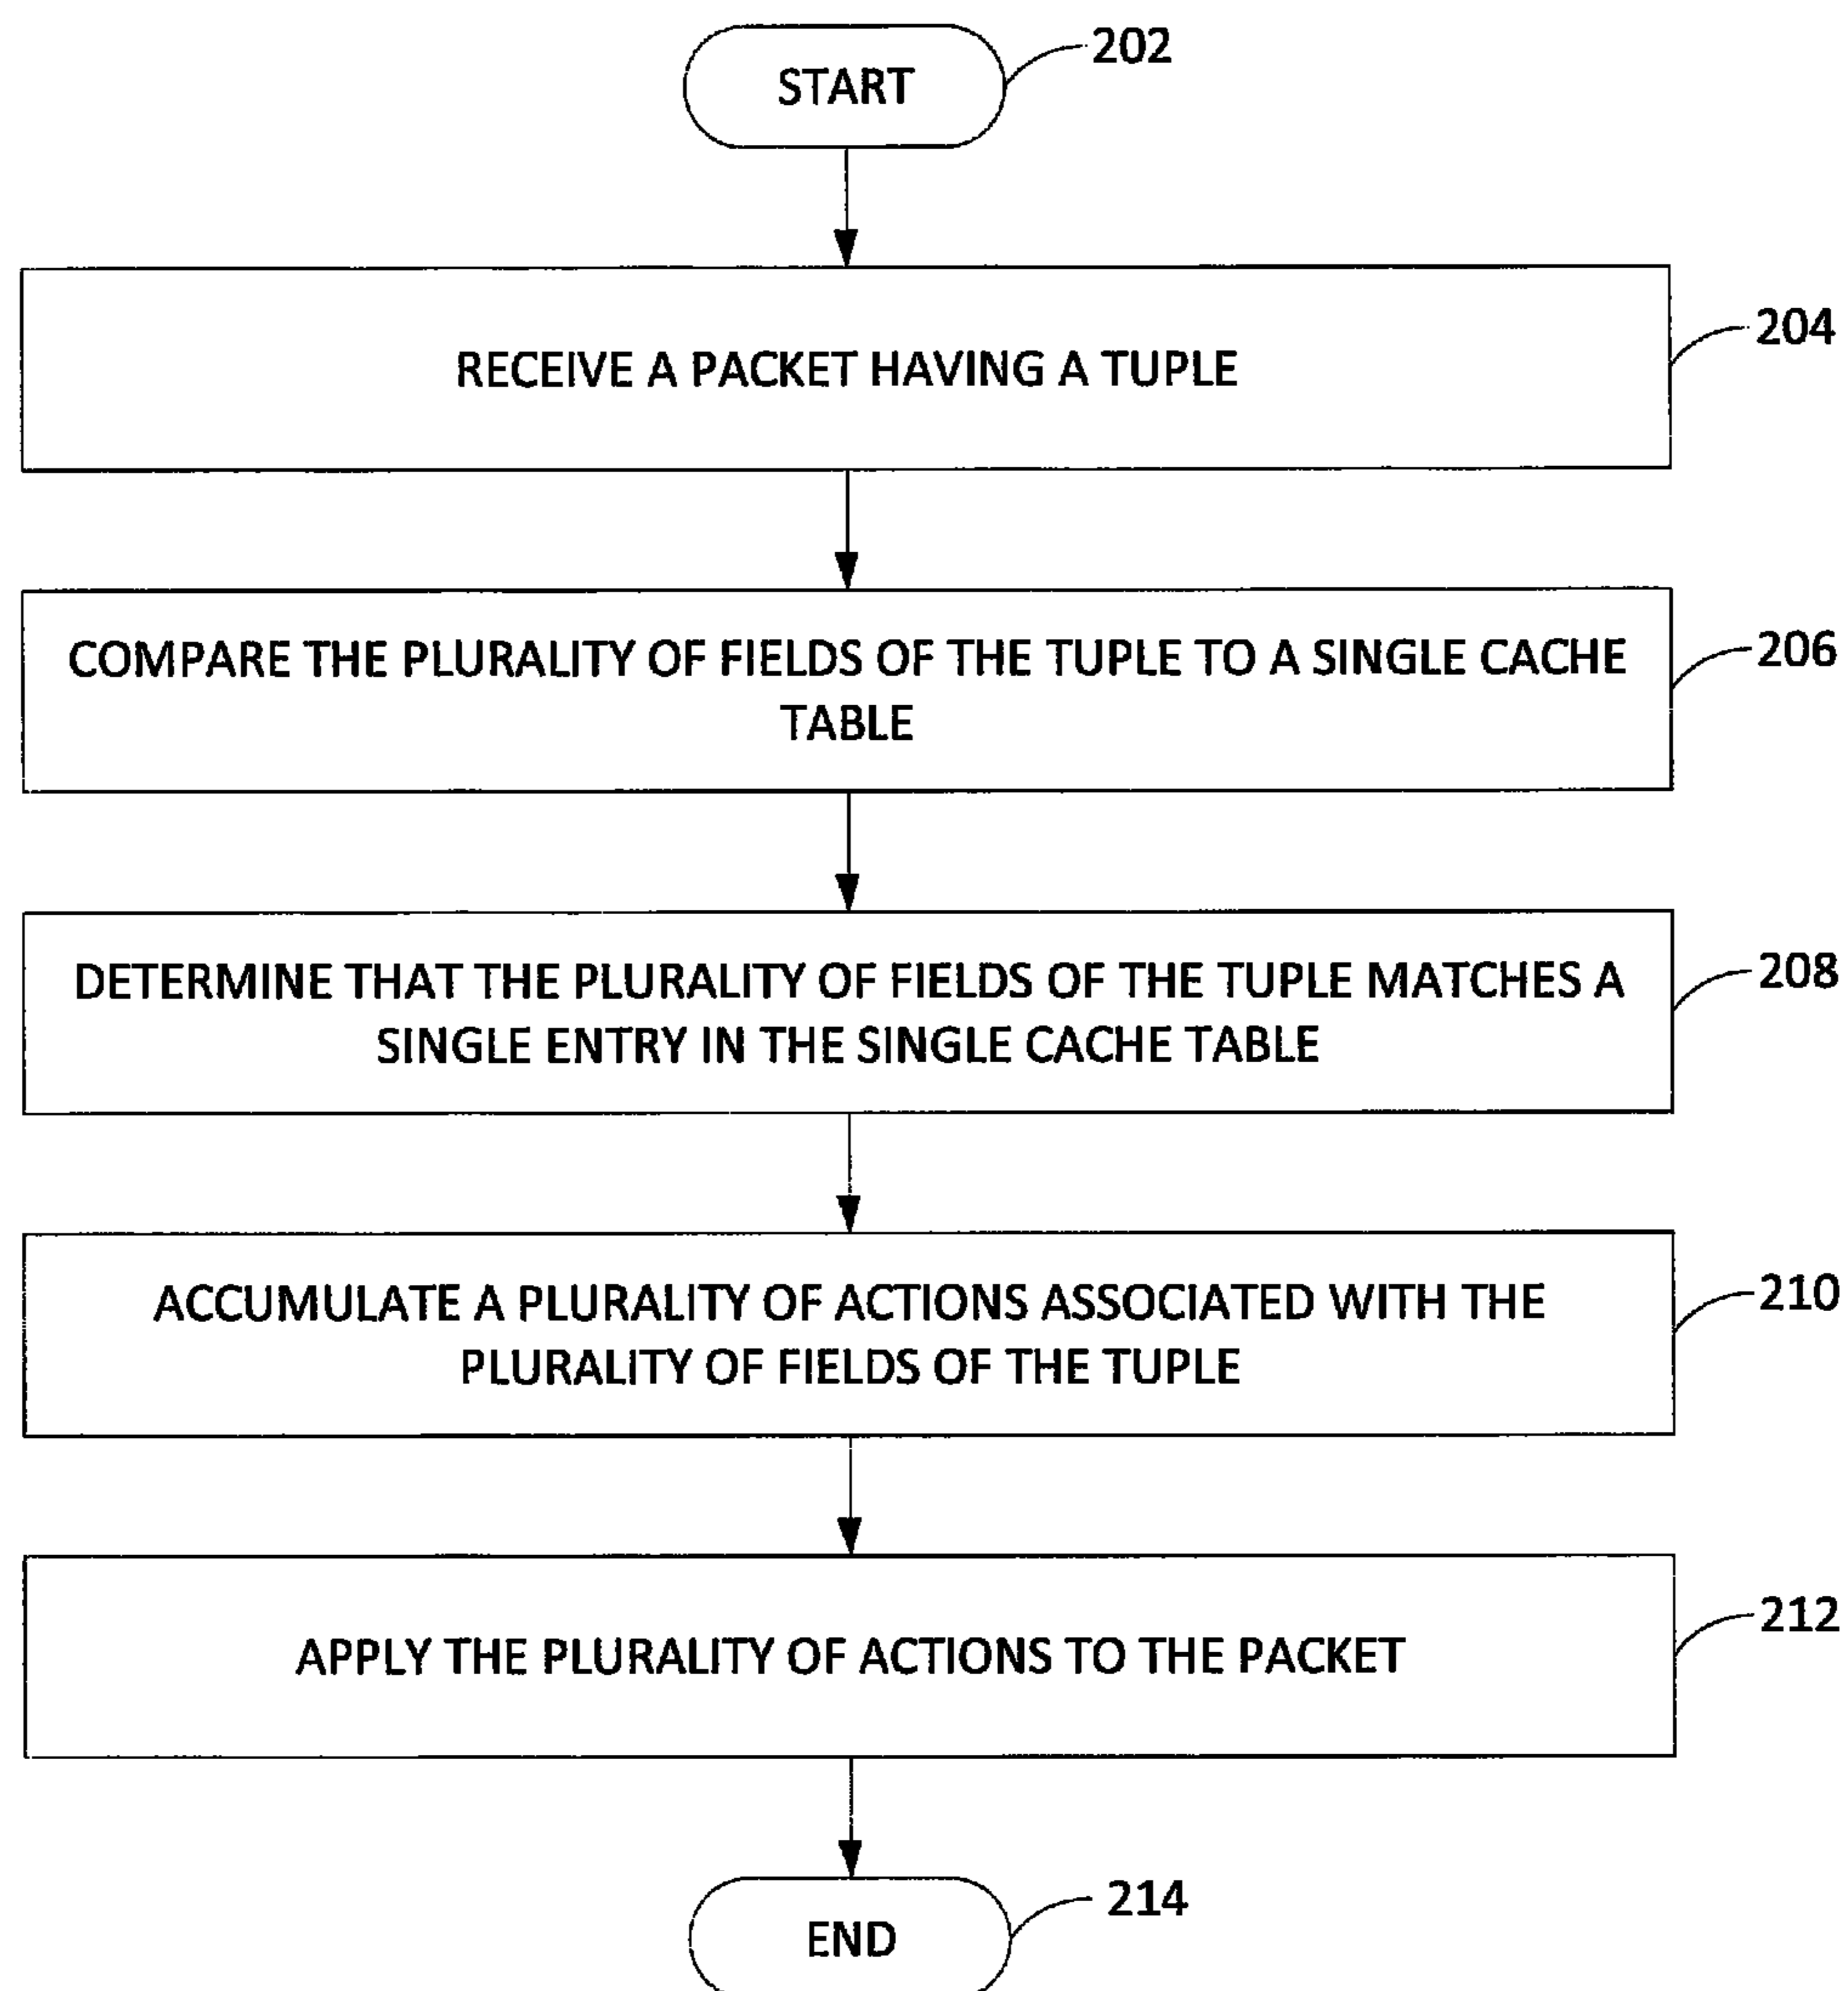 START
202
RECEIVE A PACKET HAVING A TUPLE
204
COMPARE THE PLURALITY OF FIELDS OF THE TUPLE TO A SINGLE CACHE
TABLE
206
DETERMINE THAT THE PLURALITY OF FIELDS OF THE TUPLE MATCHES A
SINGLE ENTRY IN THE SINGLE CACHE TABLE
208
ACCUMULATE A PLURALITY OF ACTIONS ASSOCIATED WITH THE
PLURALITY OF FIELDS OF THE TUPLE
210
APPLY THE PLURALITY OF ACTIONS TO THE PACKET
212
END
214